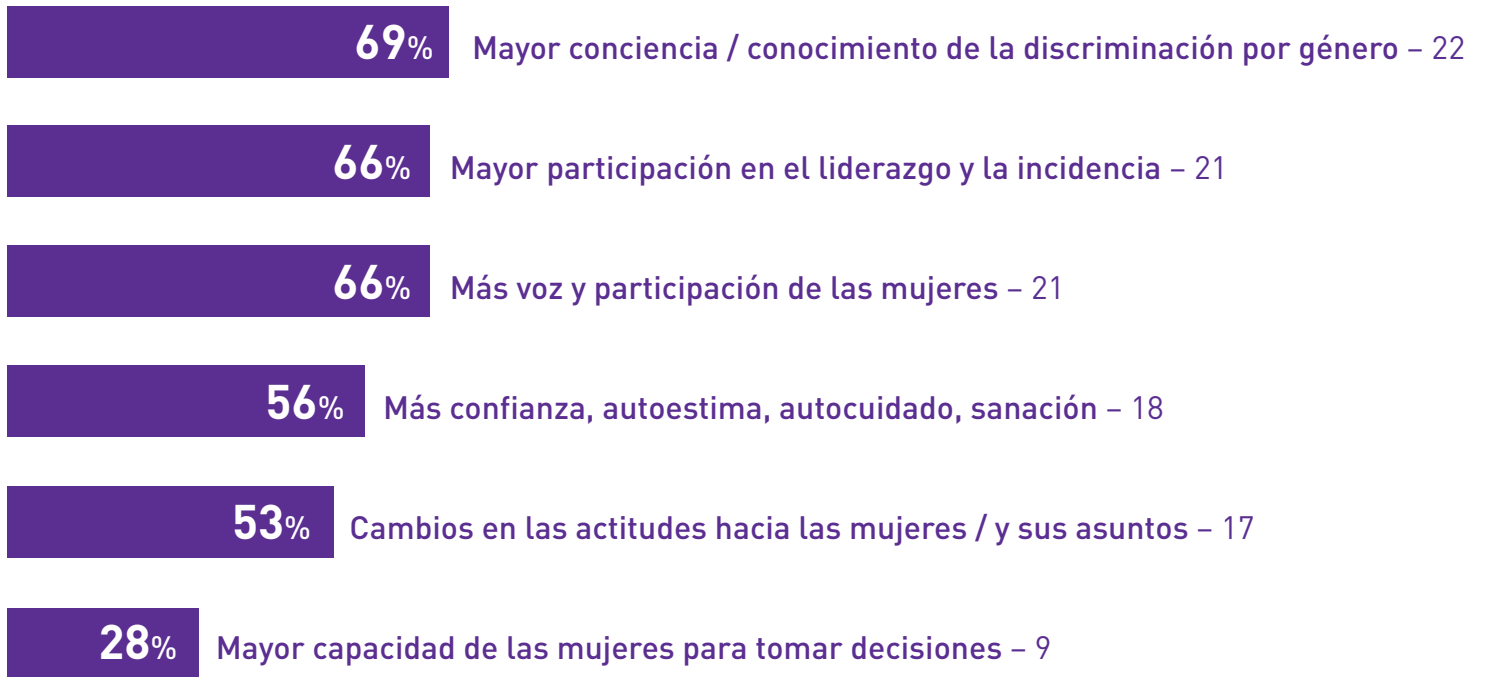 69% Mayor conciencia / conocimiento de la discriminación por género – 22
66% Mayor participación en el liderazgo y la incidencia – 21
66% Más voz y participación de las mujeres – 21
56% Más confianza, autoestima, autocuidado, sanación – 18
53% Cambios en las actitudes hacia las mujeres / y sus asuntos – 17
28% Mayor capacidad de las mujeres para tomar decisiones – 9